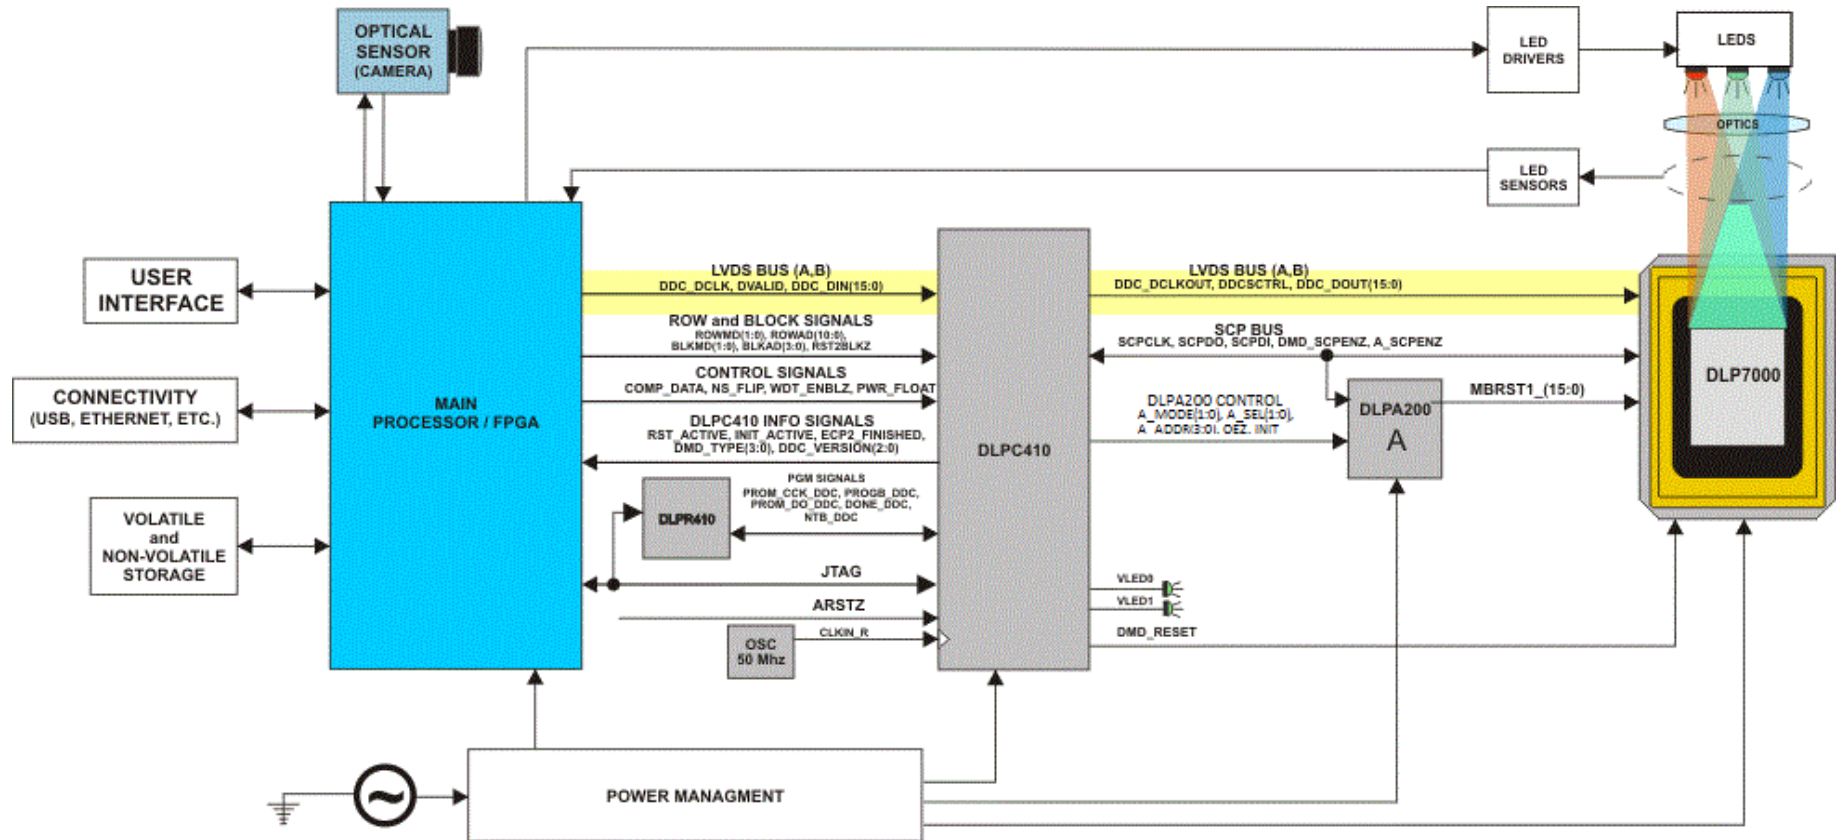 OPTICAL
SENSOR
(CAMERA)
LED
DRIVERS
LEDS
OPTICS
LED
SENSORS
USER
INTERFACE
CONNECTIVITY
(USB, ETHERNET, ETC.)
VOLATILE
and
NON-VOLATILE
STORAGE
MAIN
PROCESSOR / FPGA
LVDS BUS (A,B)
DDC_DCLK, DVALID, DDC_DIN(15:0)
ROW and BLOCK SIGNALS
ROWMD(1:0), ROWAD(10:0),
BLKMD(1:0), BLKAD(3:0), RST2BLKZ
CONTROL SIGNALS
COMP_DATA, NS_FLIP, WDT_ENBLZ, PWR_FLOAT
DLPC410 INFO SIGNALS
RST_ACTIVE, INIT_ACTIVE, ECP2_FINISHED,
DMD_TYPE(3:0), DDC_VERSION(2:0)
DLPR410
PGM SIGNALS
PROM_CCK_DDC, PROGB_DDC,
PROM_DO_DDC, DONE_DDC,
NTB_DDC
JTAG
ARSTZ
OSC
50 Mhz
CLKIN_R
DLPC410
LVDS BUS (A,B)
DDC_DCLKOUT, DDCSCTRL, DDC_DOUT(15:0)
SCP BUS
SCPCLK, SCPDO, SCPDI, DMD_SCPENZ, A_SCPENZ
DLPA200 CONTROL
A_MODE(1:0), A_SEL(1:0),
A_ADDR(3:0), OEZ, INIT
DLPA200
A
MBRST1_(15:0)
DLP7000
VLED0
VLED1
DMD_RESET
POWER MANAGMENT